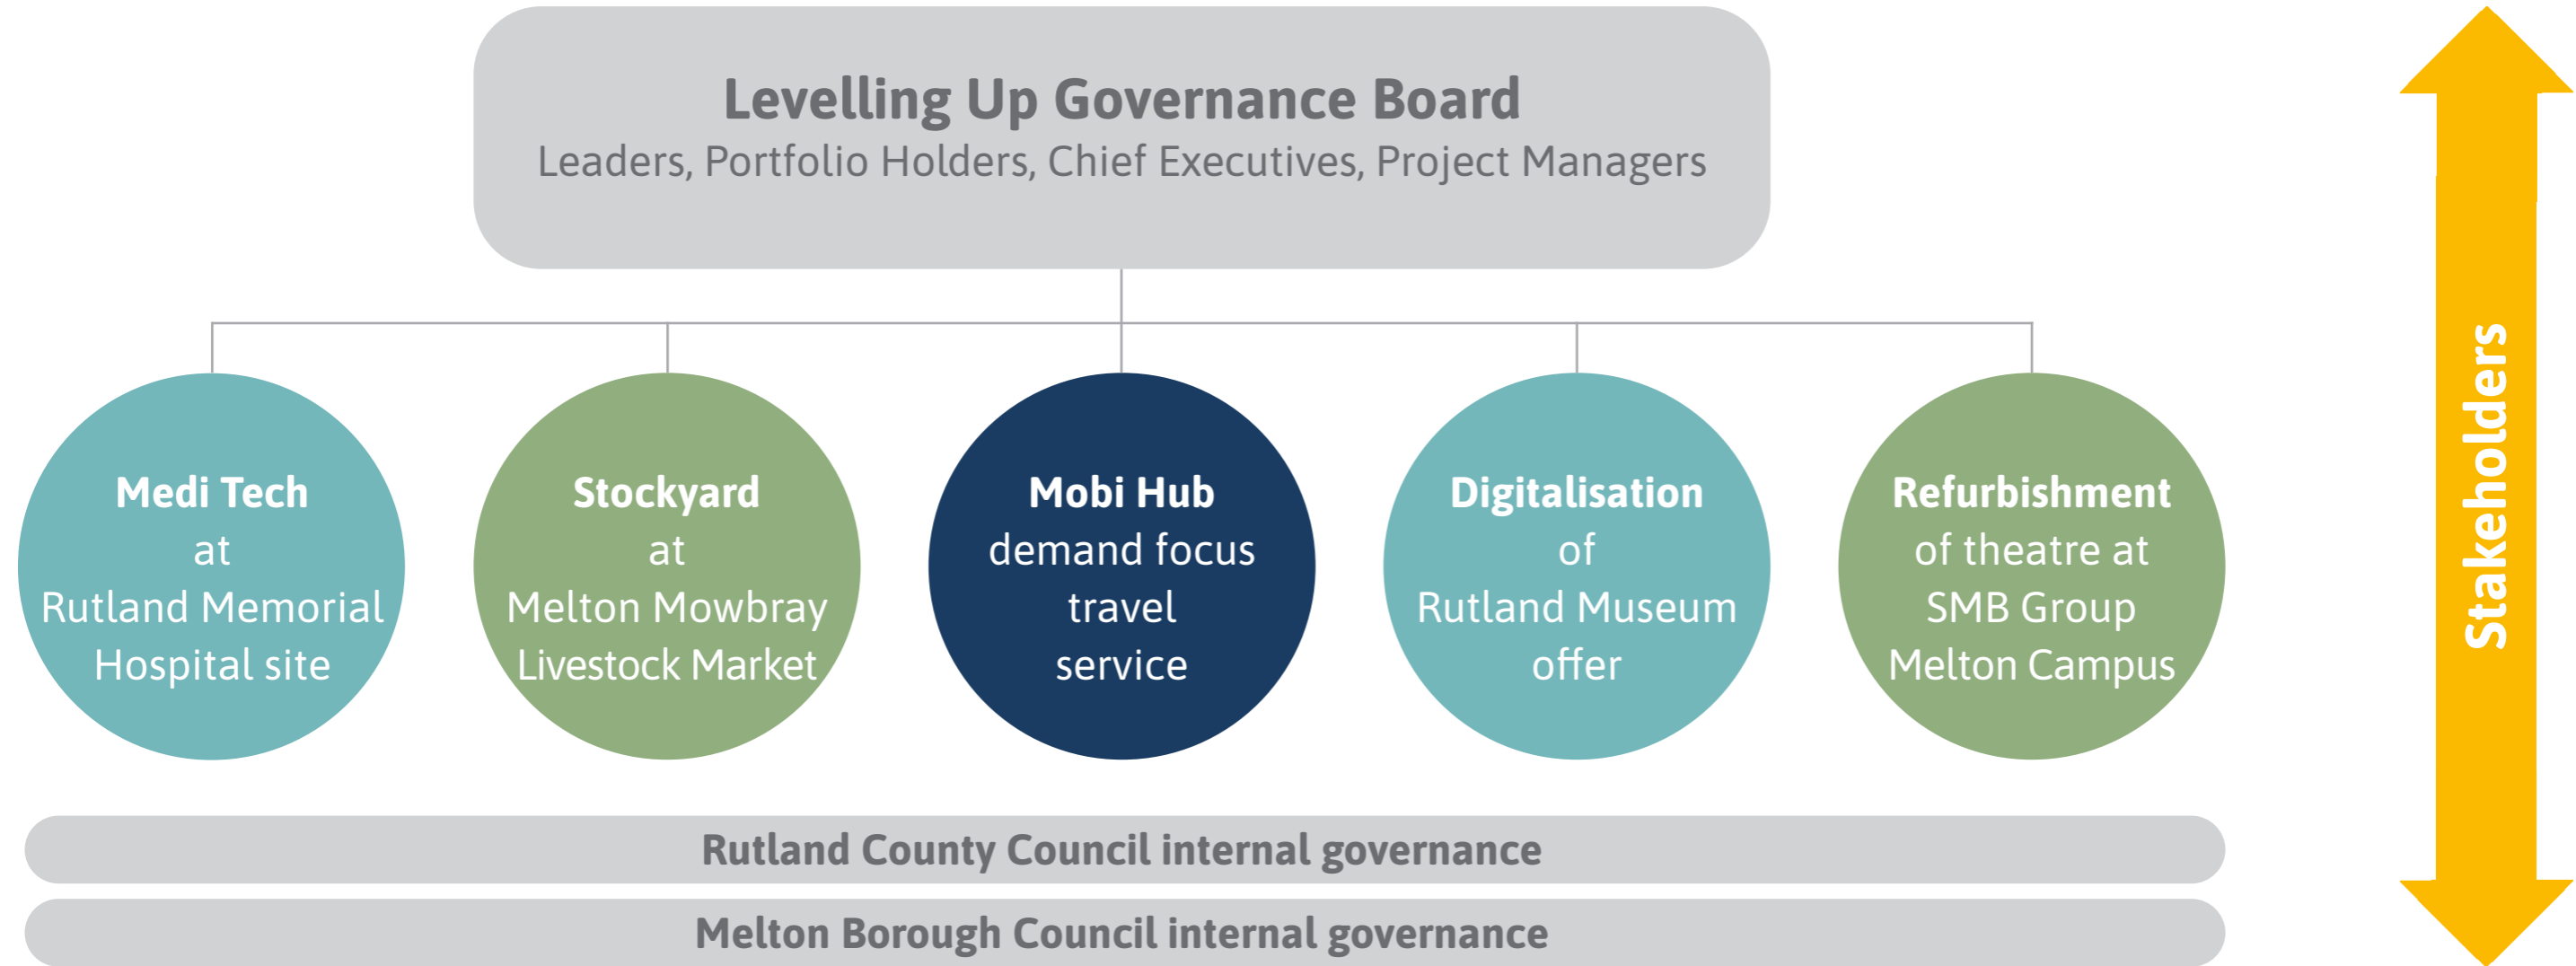 Levelling Up Governance Board
Leaders, Portfolio Holders, Chief Executives, Project Managers
Medi Tech
at
Rutland Memorial
Hospital site
Stockyard
at
Melton Mowbray
Livestock Market
Mobi Hub
demand focus
travel
service
Digitalisation
of
Rutland Museum
offer
Refurbishment
of theatre at
SMB Group
Melton Campus
Rutland County Council internal governance
Melton Borough Council internal governance
Stakeholders